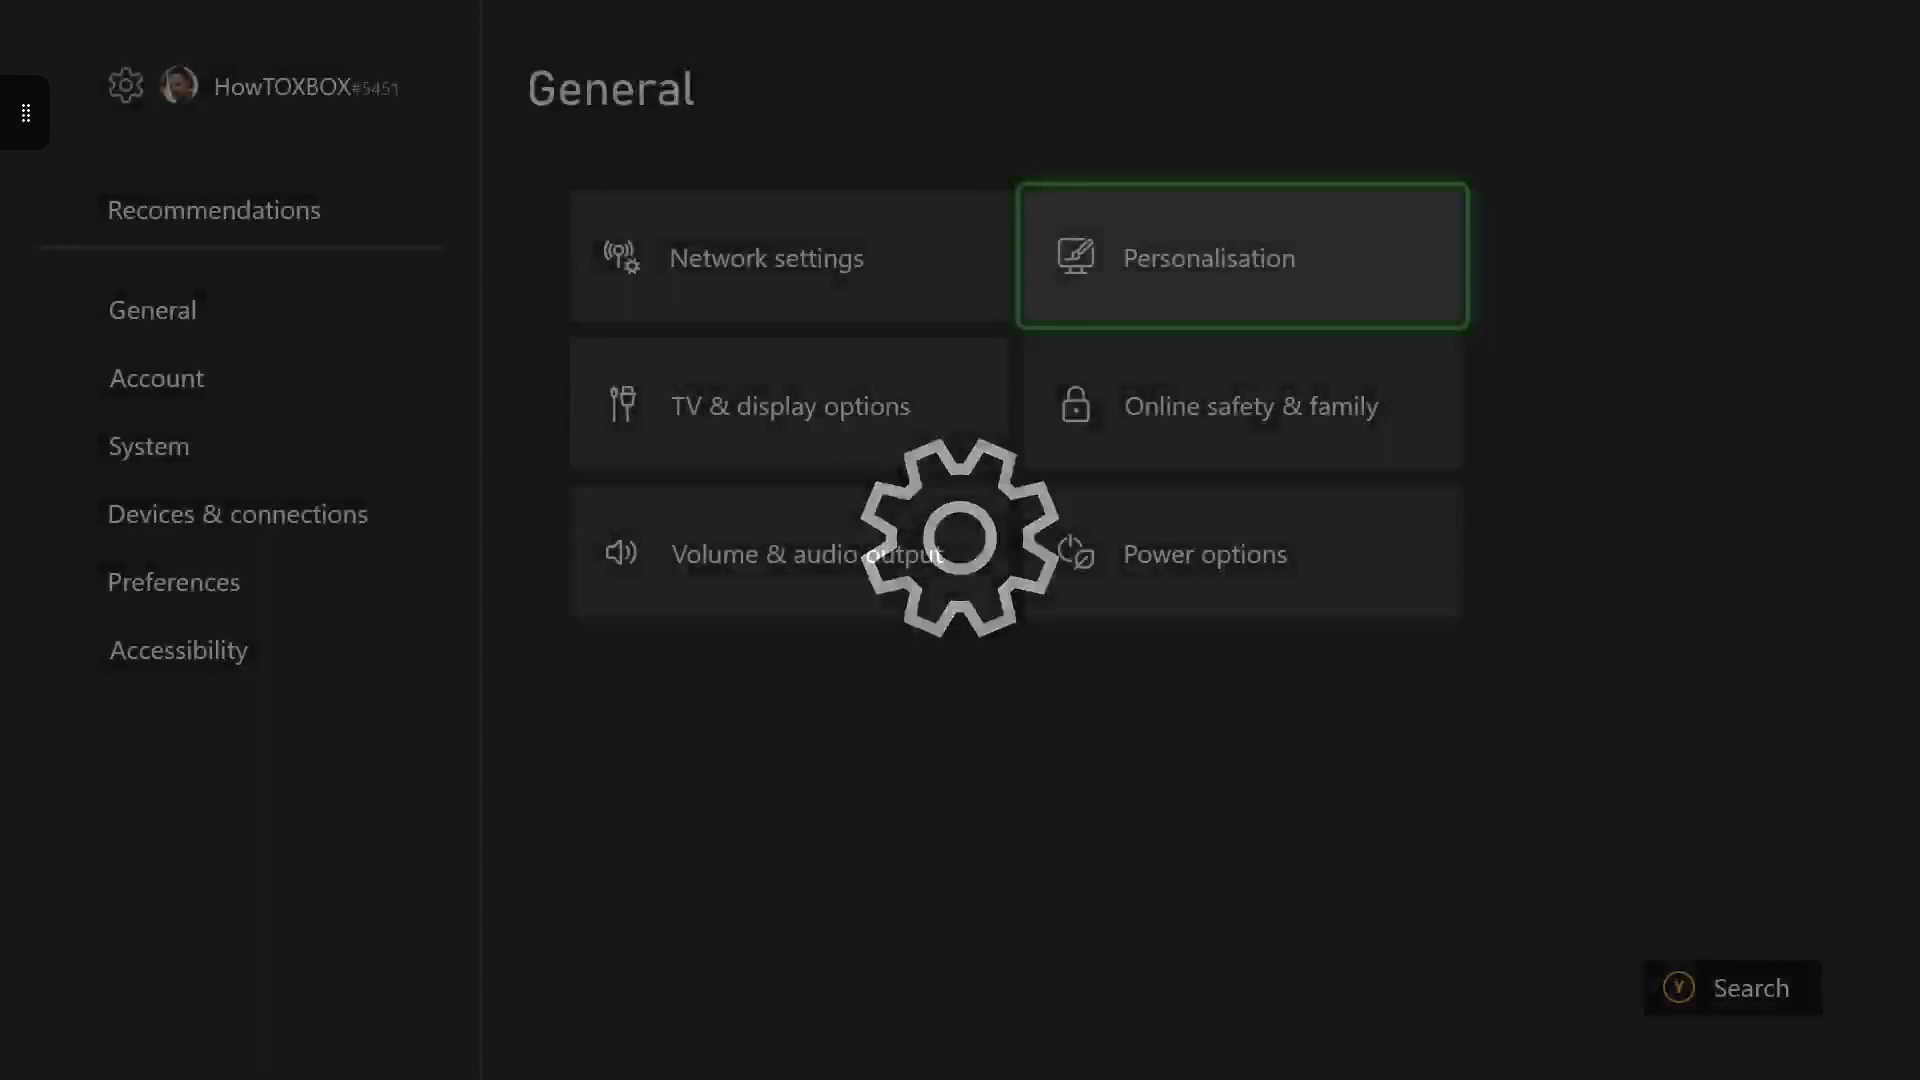 HowTOXBOX#5451
General
Recommendations
General
Account
System
Devices & connections
Preferences
Accessibility
Network settings
Personalisation
TV & display options
Online safety & family
Volume & audio output
Power options
Y Search